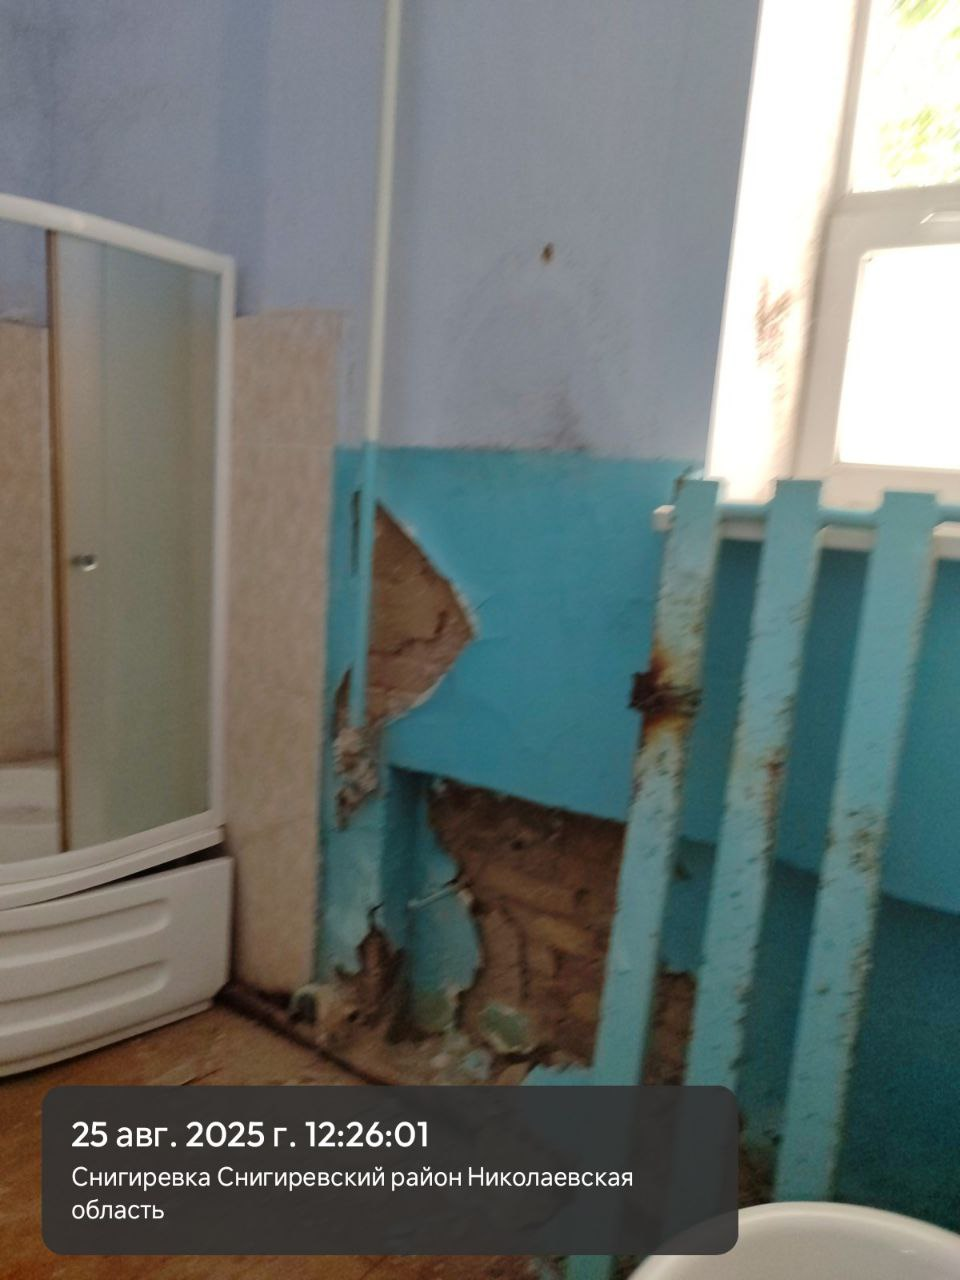 25 авг. 2025 г. 12:26:01
Снигиревка Снигиревский район Николаевская
область